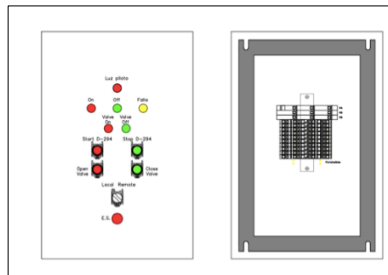 Luz piloto
On Off Falla
Valve On Valve Off
Start D-294 Stop D-294
Open Valve Close Valve
Local Remote
E.S.